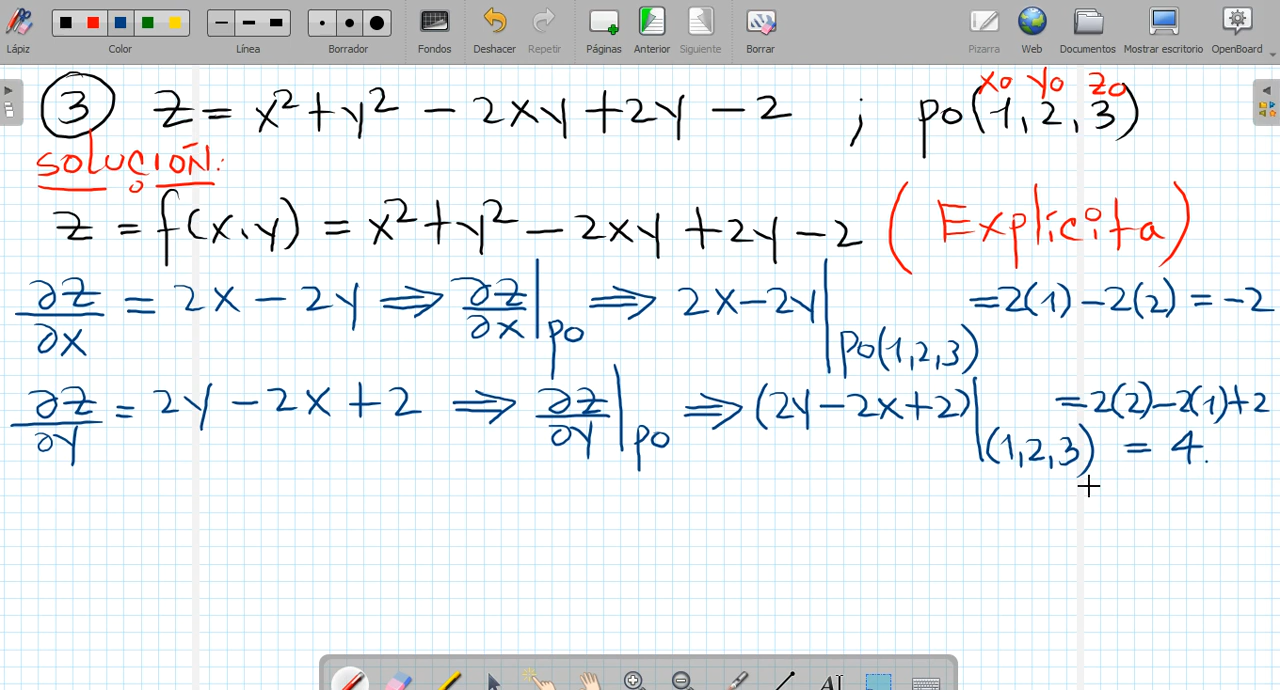 Lápiz Color Línea Borrador Fondos Deshacer Repetir Páginas Anterior Siguiente Borrar Pizarra Web Documentos Mostrar escritorio OpenBoard
xo yo zo
3 z = x² + y² - 2xy + 2y - 2 ; po(1,2,3)
SOLUCIÓN:
z = f(x,y) = x² + y² - 2xy + 2y - 2 (Explícita)
∂z/∂x = 2x - 2y ⟹ ∂z/∂x |po ⟹ 2x - 2y |po(1,2,3) = 2(1) - 2(2) = -2
∂z/∂y = 2y - 2x + 2 ⟹ ∂z/∂y |po ⟹ (2y - 2x + 2) |(1,2,3) = 2(2) - 2(1) + 2
= 4.